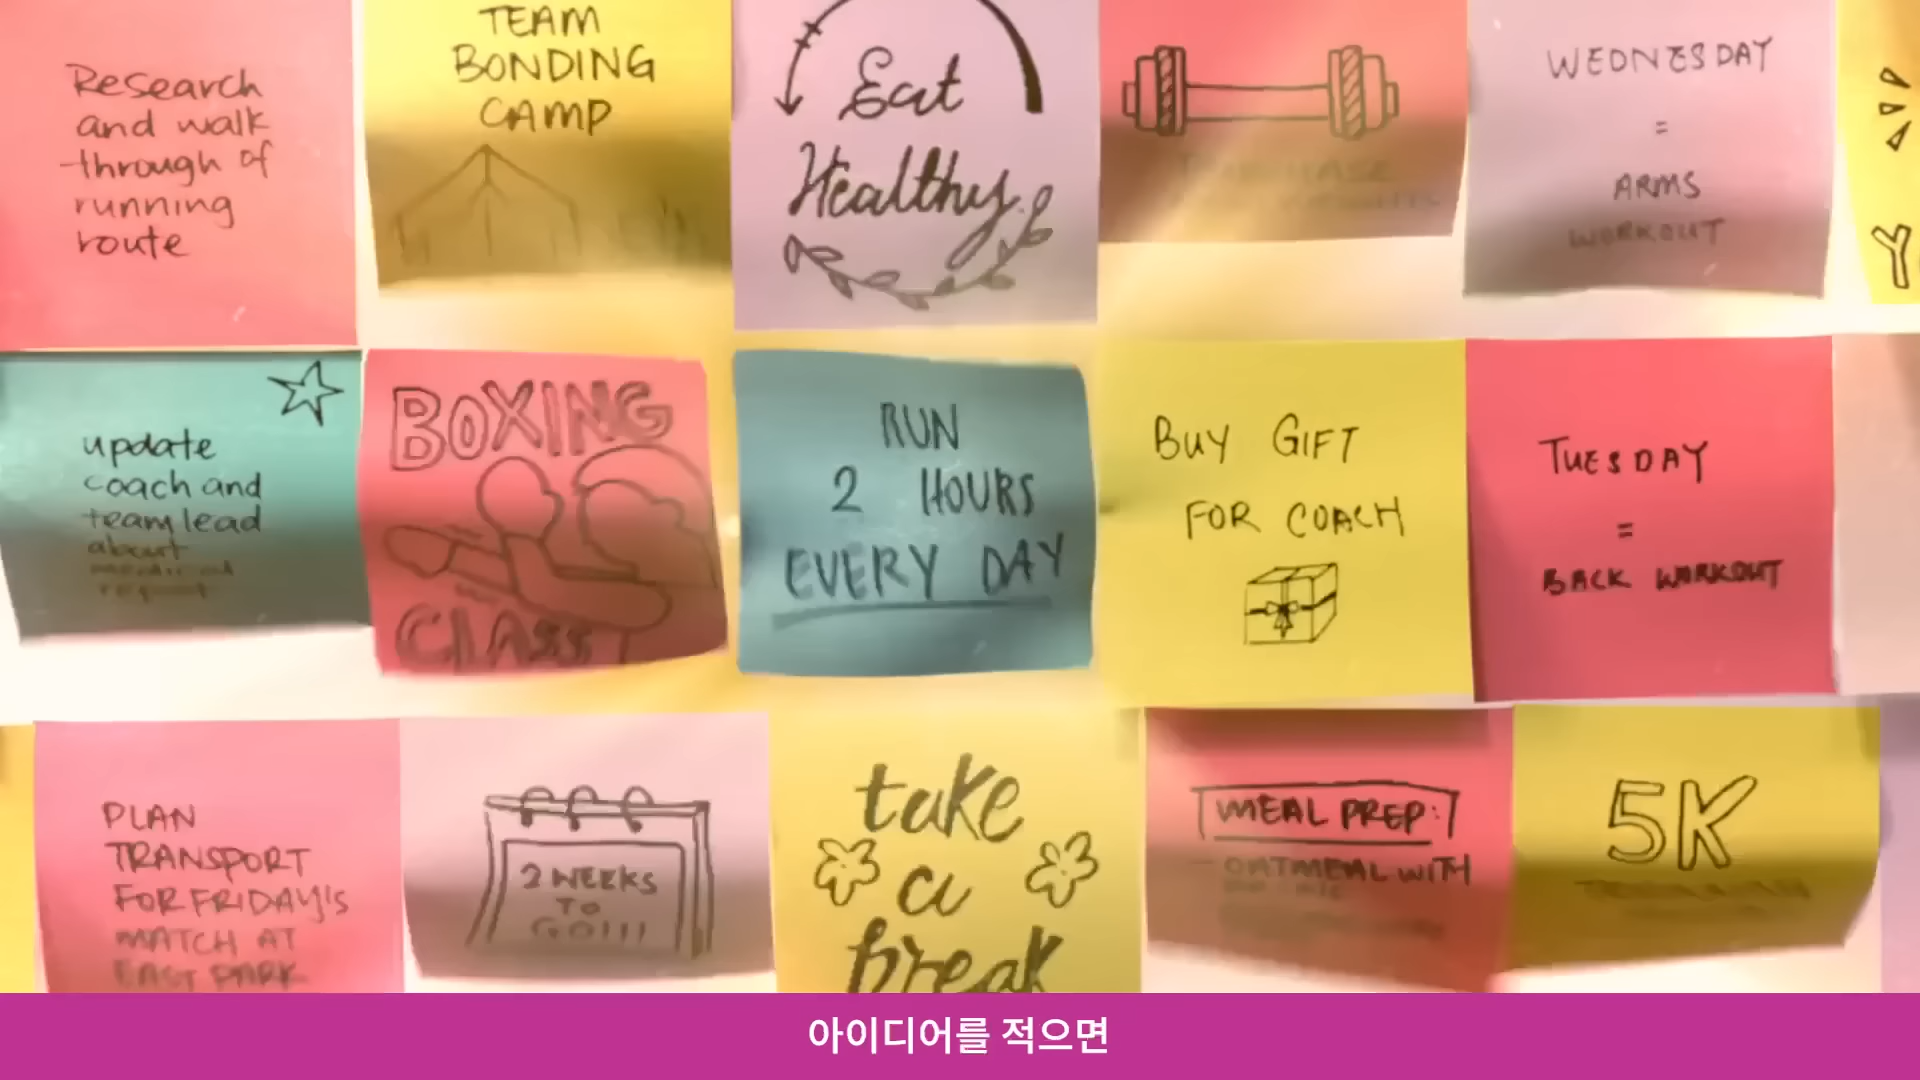 Research
and walk
through of
running
route
TEAM
BONDING
CAMP
Eat
Healthy
WEDNESDAY
=
ARMS
WORKOUT
Y
update
coach and
team lead
about
BOXING
CLASS
RUN
2 HOURS
EVERY DAY
BUY GIFT
FOR COACH
TUESDAY
=
BACK WORKOUT
PLAN
TRANSPORT
FOR FRIDAY'S
MATCH AT
EAST PARK
2 WEEKS
TO
GO!!!
take
a
break
MEAL PREP:
OATMEAL WITH
5K
아이디어를 적으면